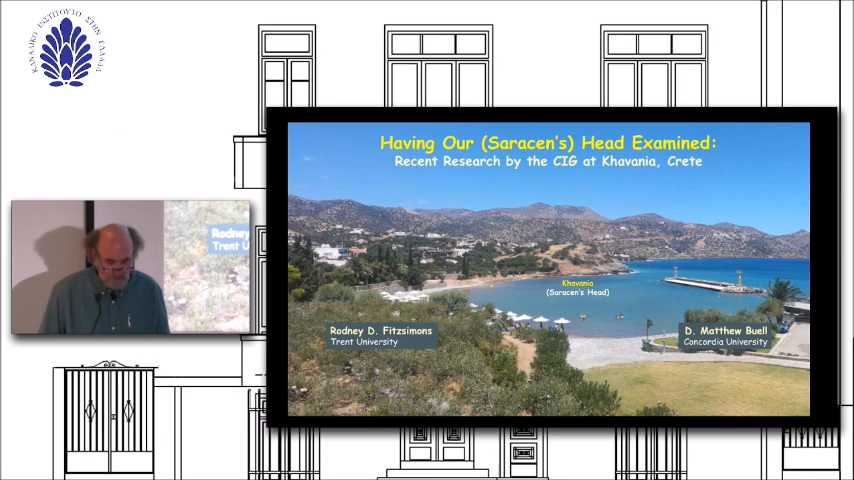 ΚΑΝΑΔΙΚΟ ΙΝΣΤΙΤΟΥΤΟ ΣΤΗΝ ΕΛΛΑΔΑ
Having Our (Saracen's) Head Examined:
Recent Research by the CIG at Khavania, Crete
Rodney
Trent U
Khavania
(Saracen's Head)
Rodney D. Fitzsimons
Trent University
D. Matthew Buell
Concordia University